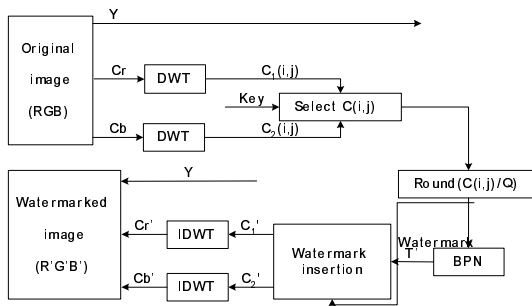 Y
Original
image
(RGB)
Cr
DWT
C₁(i,j)
Key
Select C(i,j)
Cb
DWT
C₂(i,j)
Round(C(i,j)/Q)
Y
Watermarked
image
(R'G'B')
Cr'
IDWT
C₁'
Watermark
insertion
Watermark
T'
BPN
Cb'
IDWT
C₂'